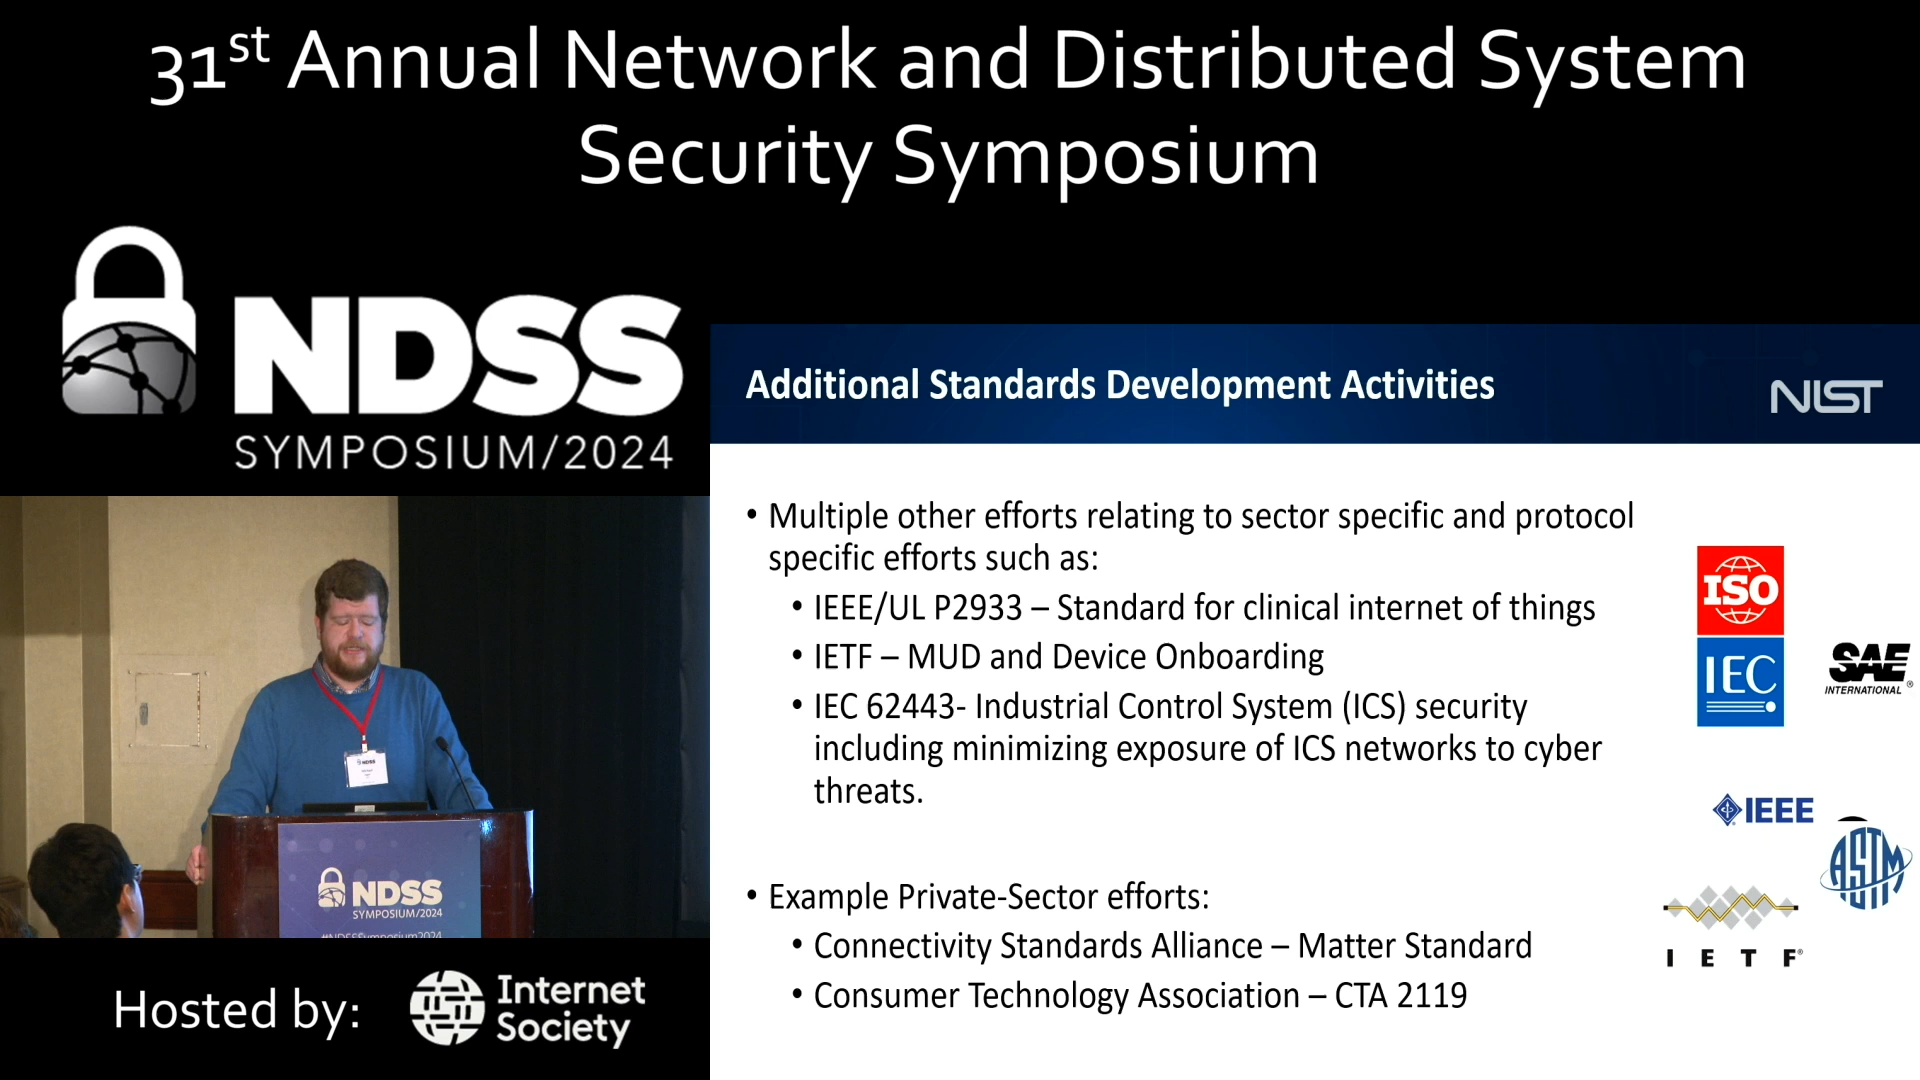 31st Annual Network and Distributed System
Security Symposium
NDSS
SYMPOSIUM/2024
Additional Standards Development Activities
NIST
• Multiple other efforts relating to sector specific and protocol
specific efforts such as:
• IEEE/UL P2933 – Standard for clinical internet of things
• IETF – MUD and Device Onboarding
• IEC 62443- Industrial Control System (ICS) security
including minimizing exposure of ICS networks to cyber
threats.
• Example Private-Sector efforts:
• Connectivity Standards Alliance – Matter Standard
• Consumer Technology Association – CTA 2119
ISO
IEC
SAE
INTERNATIONAL®
IEEE
ASTM
IETF®
NDSS
NDSS
SYMPOSIUM/2024
#NDSSSymposium2024
Hosted by:
Internet
Society